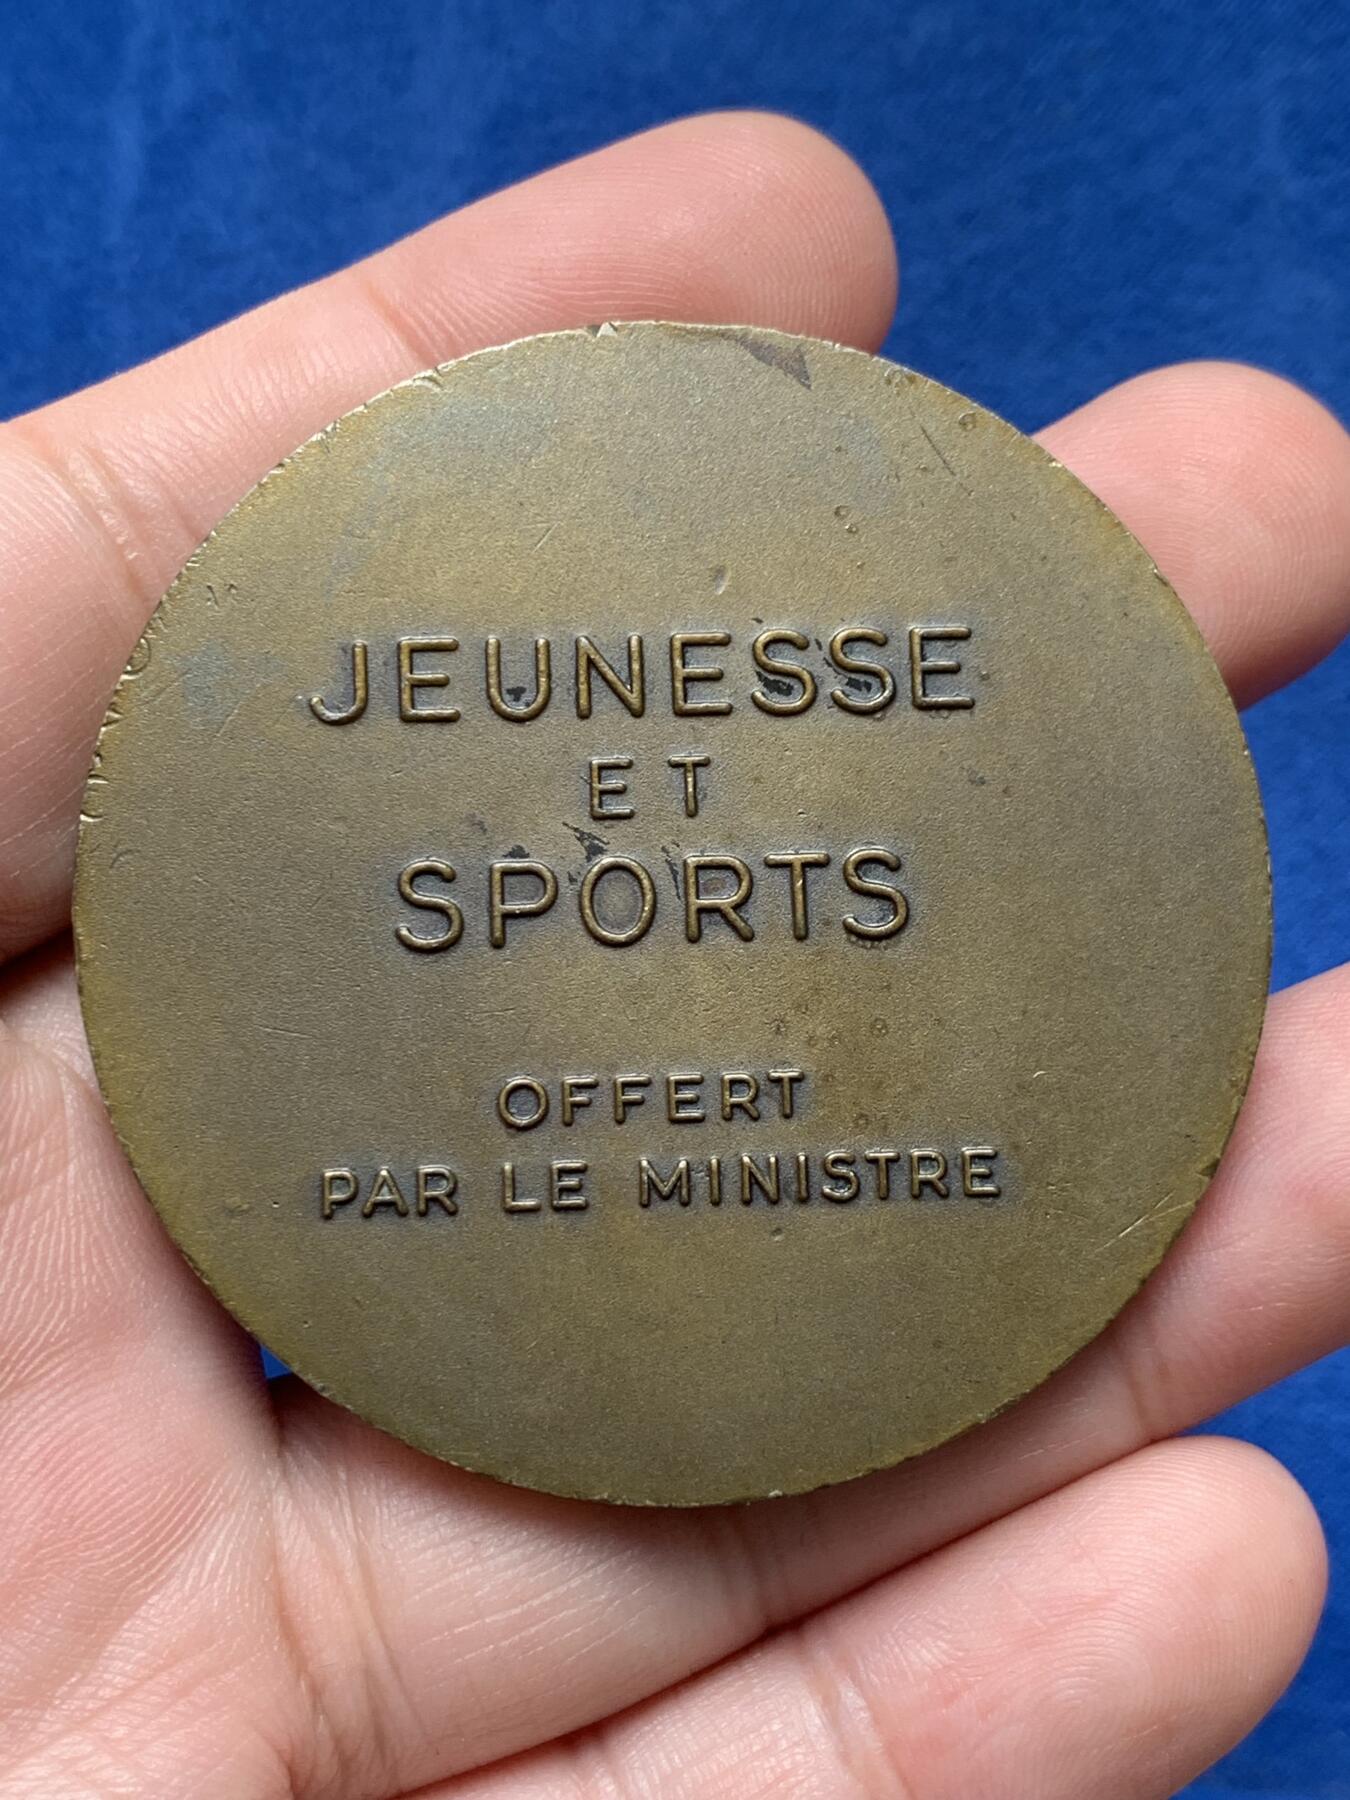 JEUNESSE
ET
SPORTS
OFFERT
PAR LE MINISTRE